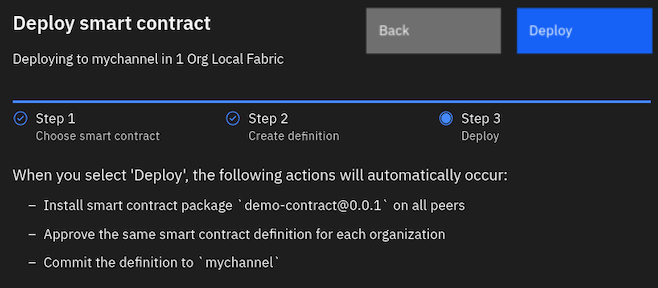 Deploy smart contract
Back
Deploy
Deploying to mychannel in 1 Org Local Fabric
Step 1
Choose smart contract
Step 2
Create definition
Step 3
Deploy
When you select 'Deploy', the following actions will automatically occur:
– Install smart contract package `demo-contract@0.0.1` on all peers
– Approve the same smart contract definition for each organization
– Commit the definition to `mychannel`